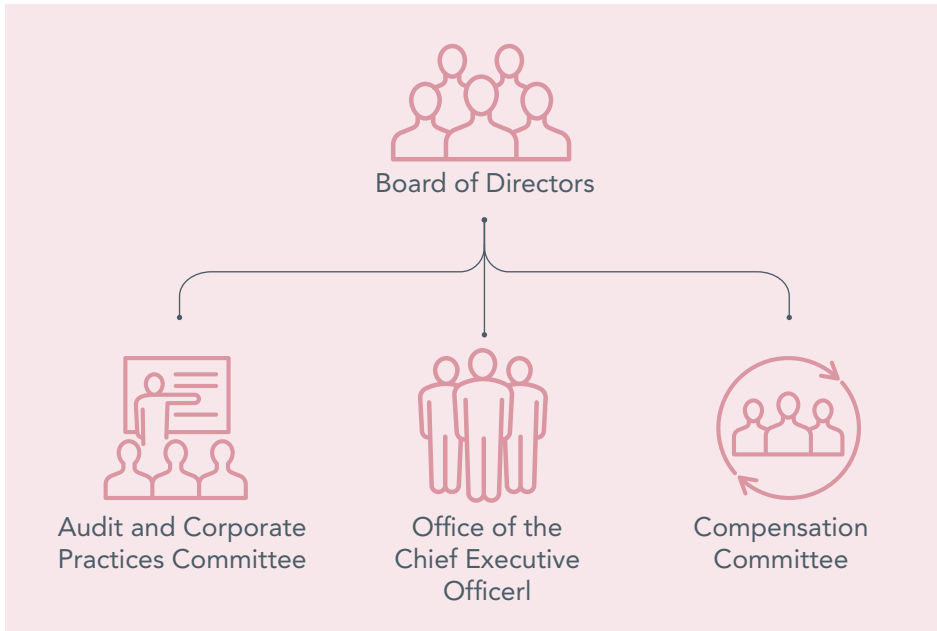 Board of Directors
Audit and Corporate
Practices Committee
Office of the
Chief Executive
Officerl
Compensation
Committee